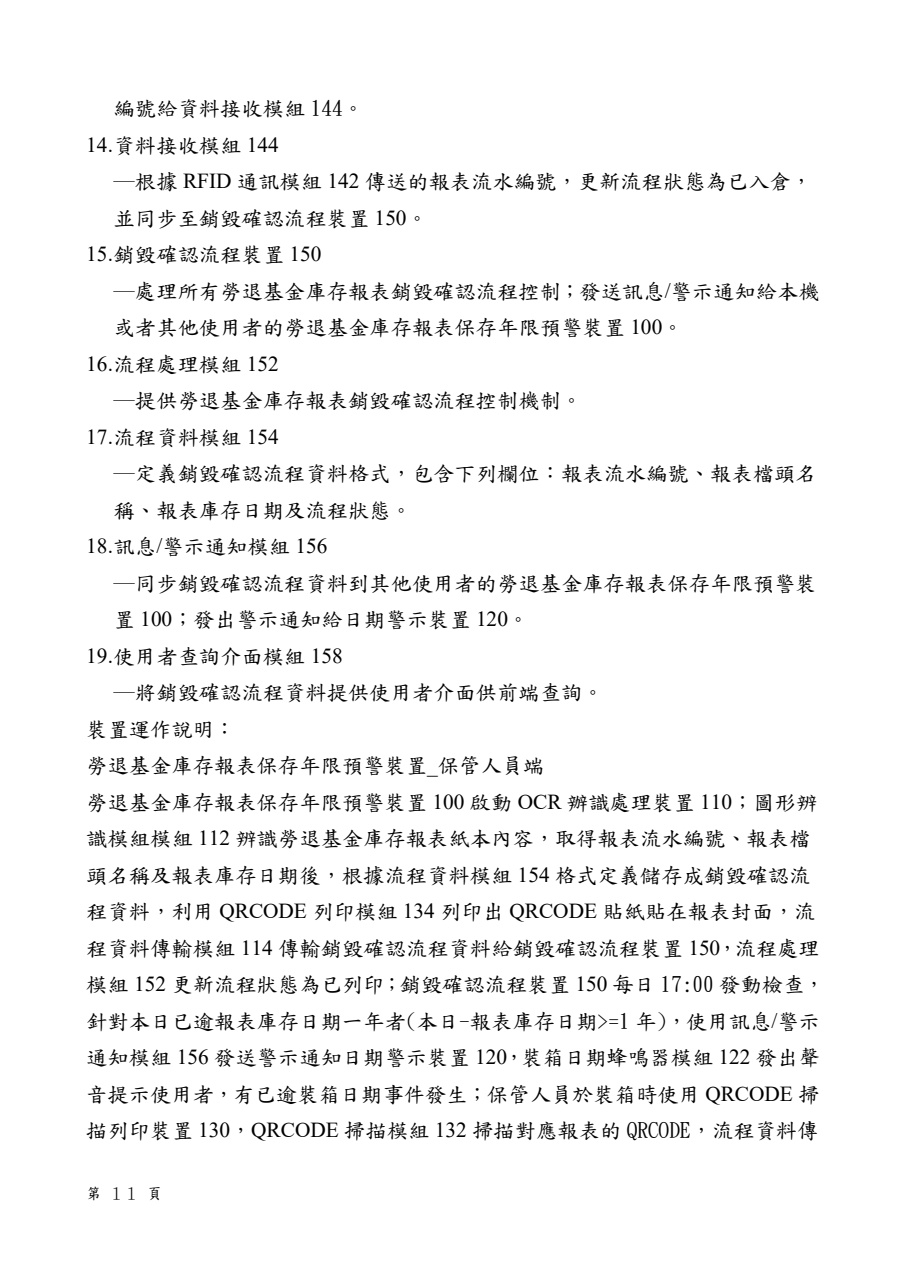 編號給資料接收模組 144。
14.資料接收模組 144
—根據 RFID 通訊模組 142 傳送的報表流水編號，更新流程狀態為已入倉，
並同步至銷毀確認流程裝置 150。
15.銷毀確認流程裝置 150
—處理所有勞退基金庫存報表銷毀確認流程控制；發送訊息/警示通知給本機
或者其他使用者的勞退基金庫存報表保存年限預警裝置 100。
16.流程處理模組 152
—提供勞退基金庫存報表銷毀確認流程控制機制。
17.流程資料模組 154
—定義銷毀確認流程資料格式，包含下列欄位：報表流水編號、報表檔頭名
稱、報表庫存日期及流程狀態。
18.訊息/警示通知模組 156
—同步銷毀確認流程資料到其他使用者的勞退基金庫存報表保存年限預警裝
置 100；發出警示通知給日期警示裝置 120。
19.使用者查詢介面模組 158
—將銷毀確認流程資料提供使用者介面供前端查詢。
裝置運作說明：
勞退基金庫存報表保存年限預警裝置_保管人員端
勞退基金庫存報表保存年限預警裝置 100 啟動 OCR 辨識處理裝置 110；圖形辨
識模組模組 112 辨識勞退基金庫存報表紙本內容，取得報表流水編號、報表檔
頭名稱及報表庫存日期後，根據流程資料模組 154 格式定義儲存成銷毀確認流
程資料，利用 QRCODE 列印模組 134 列印出 QRCODE 貼紙貼在報表封面，流
程資料傳輸模組 114 傳輸銷毀確認流程資料給銷毀確認流程裝置 150，流程處理
模組 152 更新流程狀態為已列印；銷毀確認流程裝置 150 每日 17:00 發動檢查，
針對本日已逾報表庫存日期一年者(本日-報表庫存日期>=1 年)，使用訊息/警示
通知模組 156 發送警示通知日期警示裝置 120，裝箱日期蜂鳴器模組 122 發出聲
音提示使用者，有已逾裝箱日期事件發生；保管人員於裝箱時使用 QRCODE 掃
描列印裝置 130，QRCODE 掃描模組 132 掃描對應報表的 QRCODE，流程資料傳
第 11 頁